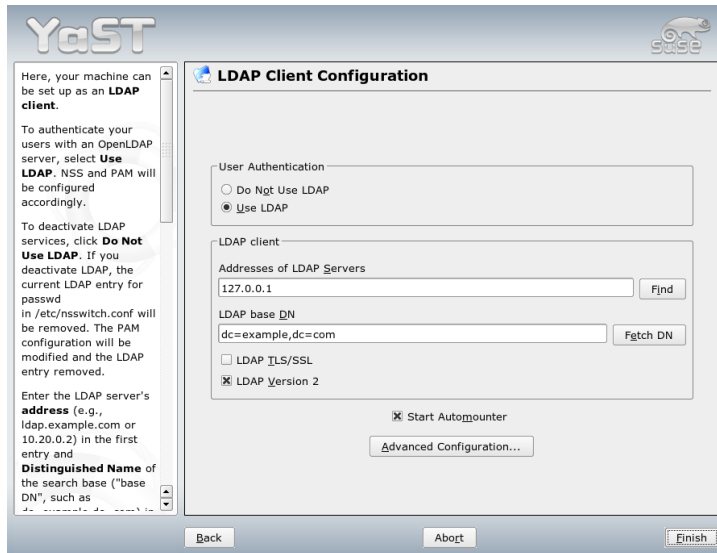 YaST
SUSE
Here, your machine can
be set up as an LDAP
client.
To authenticate your
users with an OpenLDAP
server, select Use
LDAP. NSS and PAM will
be configured
accordingly.
To deactivate LDAP
services, click Do Not
Use LDAP. If you
deactivate LDAP, the
current LDAP entry for
passwd
in /etc/nsswitch.conf will
be removed. The PAM
configuration will be
modified and the LDAP
entry removed.
Enter the LDAP server's
address (e.g.,
ldap.example.com or
10.20.0.2) in the first
entry and
Distinguished Name of
the search base ("base
DN", such as
LDAP Client Configuration
User Authentication
Do Not Use LDAP
Use LDAP
LDAP client
Addresses of LDAP Servers
127.0.0.1
Find
LDAP base DN
dc=example,dc=com
Fetch DN
LDAP TLS/SSL
LDAP Version 2
Start Automounter
Advanced Configuration...
Back
Abort
Finish